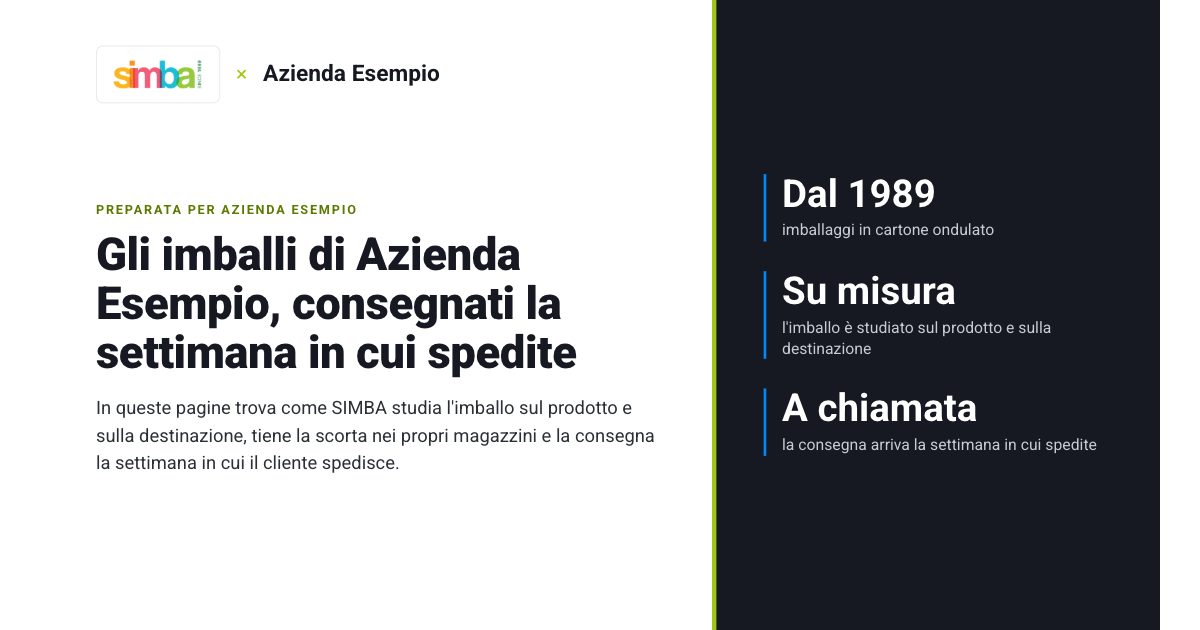 simba
× Azienda Esempio
PREPARATA PER AZIENDA ESEMPIO
Gli imballi di Azienda
Esempio, consegnati la
settimana in cui spedite
In queste pagine trova come SIMBA studia l'imballo sul prodotto e
sulla destinazione, tiene la scorta nei propri magazzini e la consegna
la settimana in cui il cliente spedisce.
Dal 1989
imballaggi in cartone ondulato
Su misura
l'imballo è studiato sul prodotto e sulla
destinazione
A chiamata
la consegna arriva la settimana in cui spedite